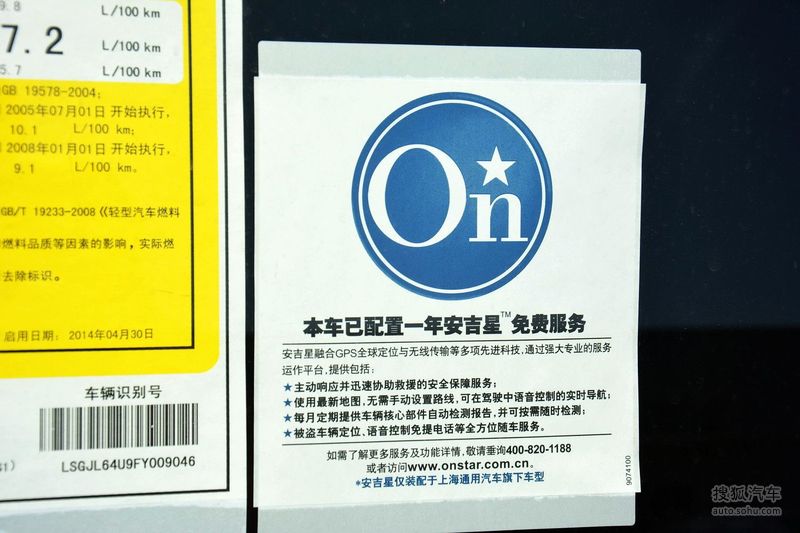 9.8 L/100 km
7.2 L/100 km
5.7 L/100 km
GB 19578-2004:
2005年07月01日 开始执行,
10.1 L/100 km;
2008年01月01日 开始执行,
9.1 L/100 km。
GB/T 19233-2008《轻型汽车燃料
燃料品质等因素的影响，实际燃
去除标识。
启用日期： 2014年04月30日
车辆识别号
LSGJL64U9FY009046
On
本车已配置一年安吉星™免费服务
安吉星融合GPS全球定位与无线传输等多项先进科技，通过强大专业的服务
运作平台，提供包括：
★主动响应并迅速协助救援的安全保障服务；
★使用最新地图，无需手动设置路线，可在驾驶中语音控制的实时导航；
★每月定期提供车辆核心部件自动检测报告，并可按需随时检测；
★被盗车辆定位、语音控制免提电话等全方位随车服务。
如需了解更多服务及功能详情，敬请垂询400-820-1188
或者访问www.onstar.com.cn。
*安吉星仅装配于上海通用汽车旗下车型
9074100
搜狐汽车
auto.sohu.com